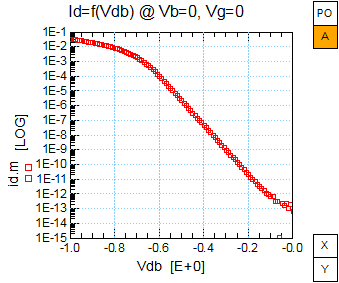 Id=f(Vdb) @ Vb=0, Vg=0
PO
A
1E-1
1E-2
1E-3
1E-4
1E-5
1E-6
1E-7
1E-8
1E-9
1E-10
1E-11
1E-12
1E-13
1E-14
1E-15
id.m [LOG]
-1.0 -0.8 -0.6 -0.4 -0.2 -0.0
Vdb [E+0]
X
Y